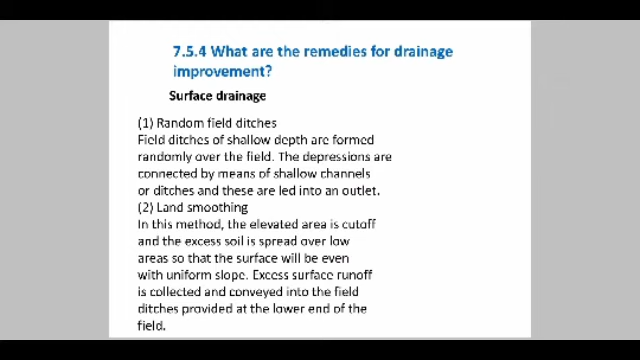 7.5.4 What are the remedies for drainage
improvement?
Surface drainage
(1) Random field ditches
Field ditches of shallow depth are formed
randomly over the field. The depressions are
connected by means of shallow channels
or ditches and these are led into an outlet.
(2) Land smoothing
In this method, the elevated area is cutoff
and the excess soil is spread over low
areas so that the surface will be even
with uniform slope. Excess surface runoff
is collected and conveyed into the field
ditches provided at the lower end of the
field.